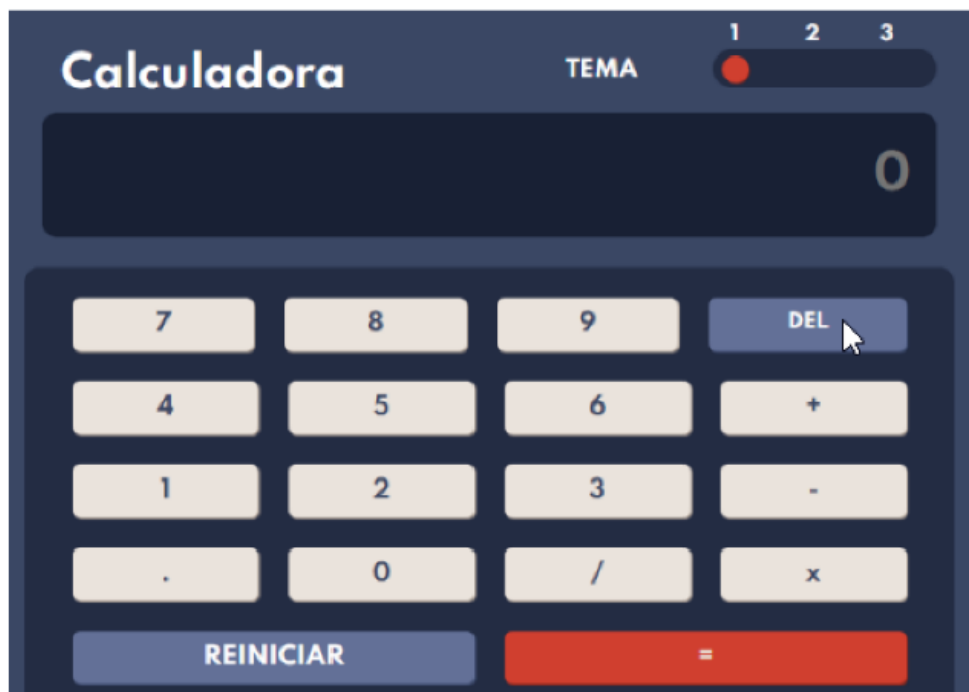 1 2 3
Calculadora TEMA
0
7 8 9 DEL
4 5 6 +
1 2 3 -
. 0 / x
REINICIAR =